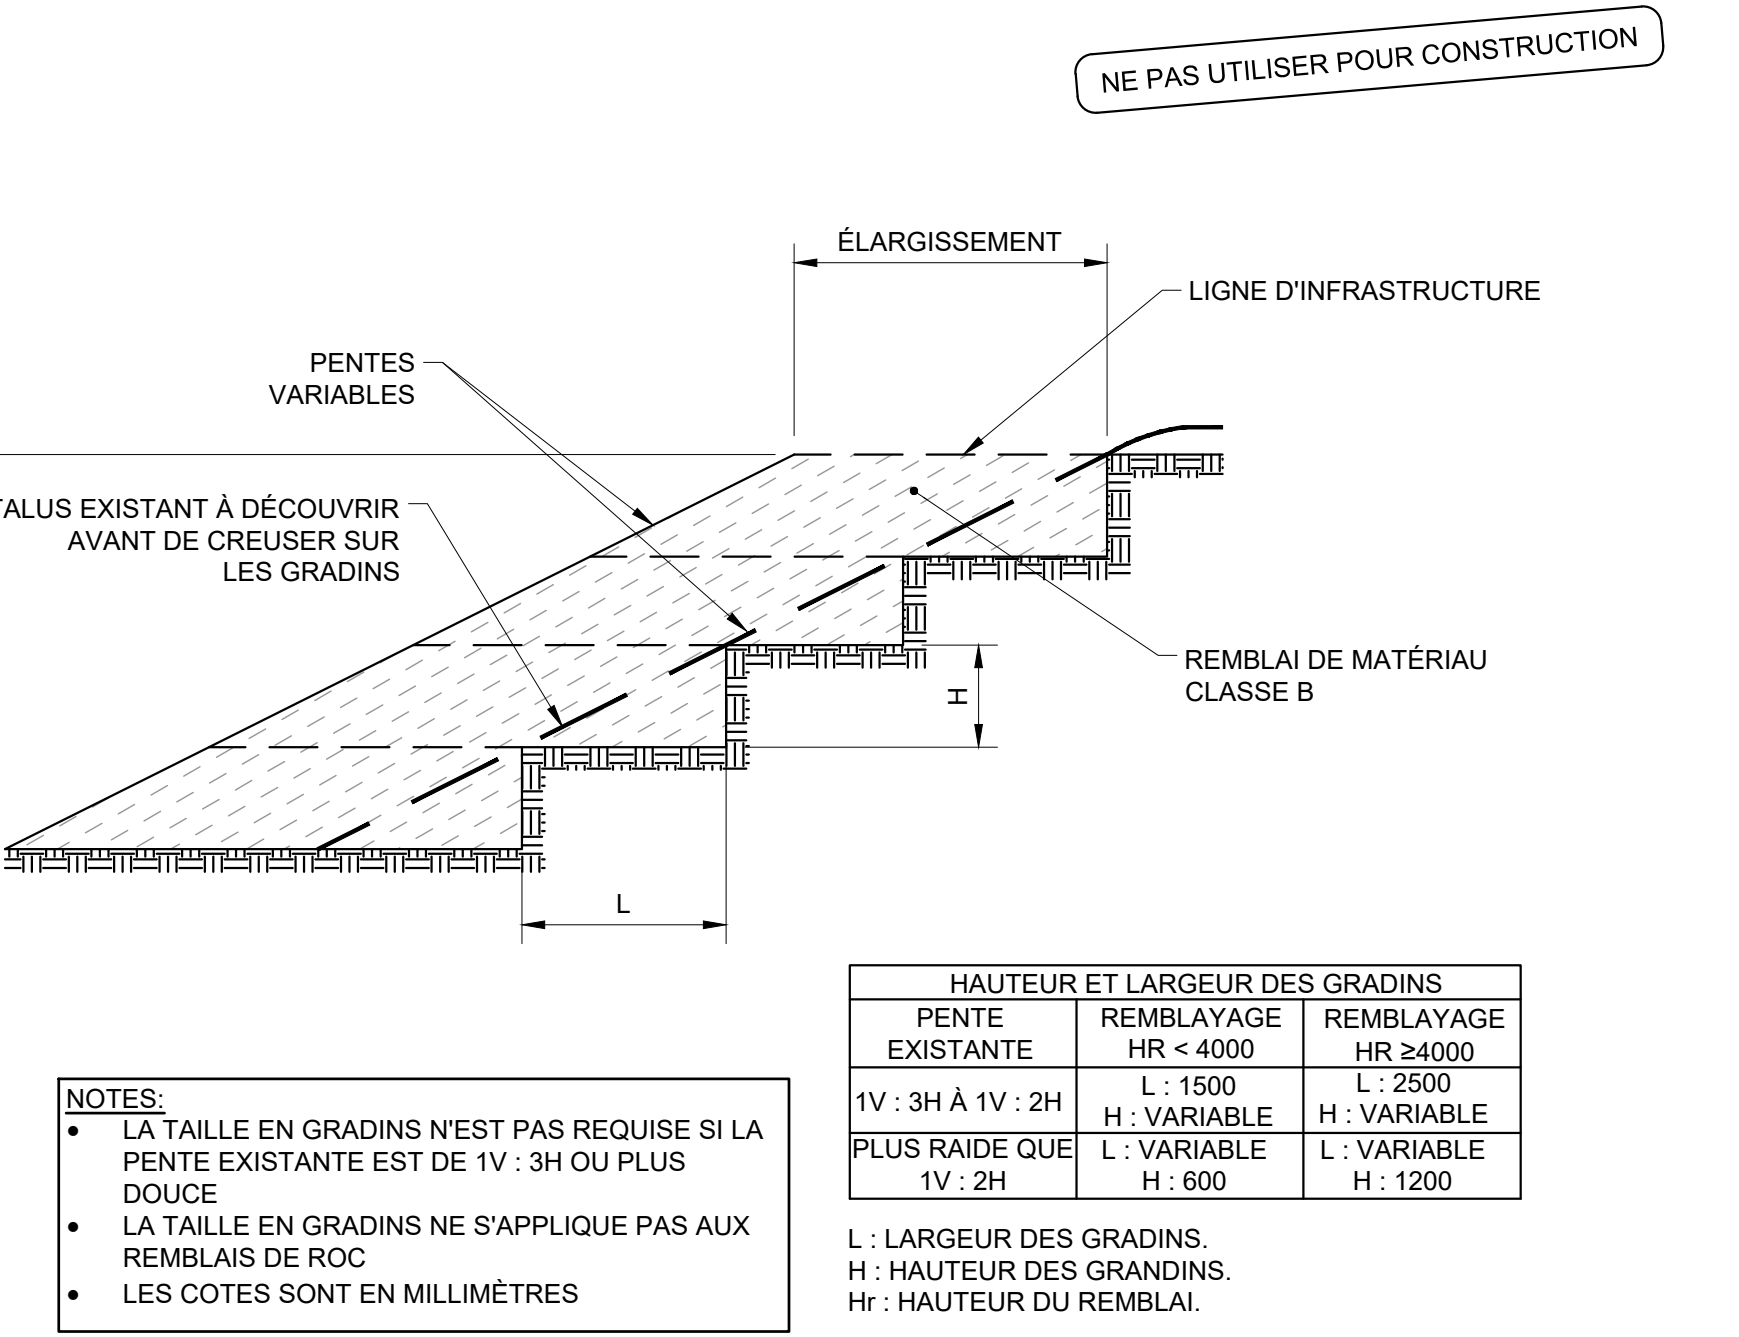 NE PAS UTILISER POUR CONSTRUCTION
ÉLARGISSEMENT
LIGNE D'INFRASTRUCTURE
PENTES
VARIABLES
TALUS EXISTANT À DÉCOUVRIR
AVANT DE CREUSER SUR
LES GRADINS
REMBLAI DE MATÉRIAU
CLASSE B
H
L
HAUTEUR ET LARGEUR DES GRADINS
PENTE EXISTANTE
REMBLAYAGE HR < 4000
REMBLAYAGE HR ≥4000
1V : 3H À 1V : 2H
L : 1500
H : VARIABLE
L : 2500
H : VARIABLE
PLUS RAIDE QUE
1V : 2H
L : VARIABLE
H : 600
L : VARIABLE
H : 1200
L : LARGEUR DES GRADINS.
H : HAUTEUR DES GRANDINS.
Hr : HAUTEUR DU REMBLAI.
NOTES:
• LA TAILLE EN GRADINS N'EST PAS REQUISE SI LA
PENTE EXISTANTE EST DE 1V : 3H OU PLUS
DOUCE
• LA TAILLE EN GRADINS NE S'APPLIQUE PAS AUX
REMBLAIS DE ROC
• LES COTES SONT EN MILLIMÈTRES